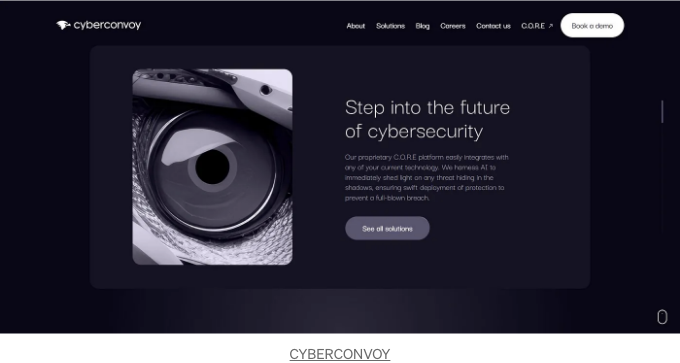 cyberconvoy
About Solutions Blog Careers Contact us C.O.R.E ↗ Book a demo
Step into the future
of cybersecurity
Our proprietary C.O.R.E platform easily integrates with
any of your current technology. We harness A.I. to
immediately shed light on any threat hiding in the
shadows, ensuring swift deployment of protection to
prevent a full-blown breach.
See all solutions
CYBERCONVOY